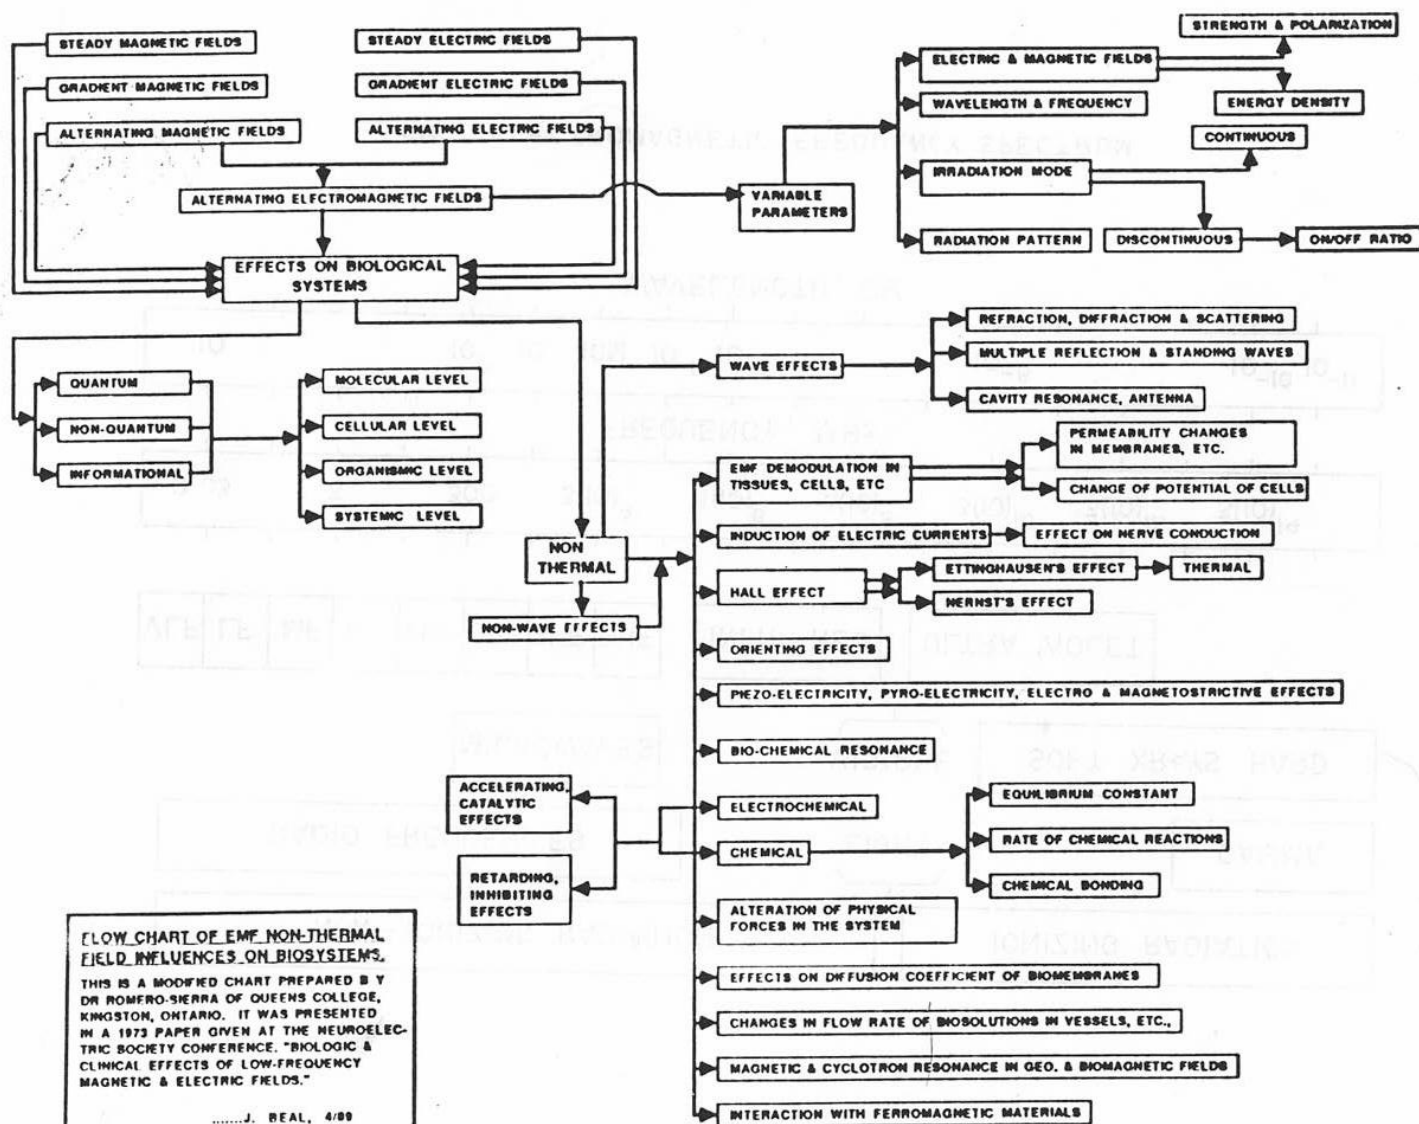 STRENGTH & POLARIZATION
STEADY MAGNETIC FIELDS
STEADY ELECTRIC FIELDS
ELECTRIC & MAGNETIC FIELDS
GRADIENT MAGNETIC FIELDS
GRADIENT ELECTRIC FIELDS
WAVELENGTH & FREQUENCY
ENERGY DENSITY
ALTERNATING MAGNETIC FIELDS
ALTERNATING ELECTRIC FIELDS
CONTINUOUS
IRRADIATION MODE
ALTERNATING ELECTROMAGNETIC FIELDS
VARIABLE
PARAMETERS
RADIATION PATTERN
DISCONTINUOUS
ON/OFF RATIO
EFFECTS ON BIOLOGICAL
SYSTEMS
REFRACTION, DIFFRACTION & SCATTERING
WAVE EFFECTS
MULTIPLE REFLECTION & STANDING WAVES
CAVITY RESONANCE, ANTENNA
QUANTUM
NON-QUANTUM
INFORMATIONAL
MOLECULAR LEVEL
CELLULAR LEVEL
ORGANISMIC LEVEL
SYSTEMIC LEVEL
PERMEABILITY CHANGES
IN MEMBRANES, ETC.
EMF DEMODULATION IN
TISSUES, CELLS, ETC
CHANGE OF POTENTIAL OF CELLS
NON
THERMAL
INDUCTION OF ELECTRIC CURRENTS
EFFECT ON NERVE CONDUCTION
ETTINGHAUSEN'S EFFECT
THERMAL
HALL EFFECT
NERNST'S EFFECT
NON-WAVE EFFECTS
ORIENTING EFFECTS
PIEZO-ELECTRICITY, PYRO-ELECTRICITY, ELECTRO & MAGNETOSTRICTIVE EFFECTS
BIO-CHEMICAL RESONANCE
ACCELERATING,
CATALYTIC
EFFECTS
ELECTROCHEMICAL
EQUILIBRIUM CONSTANT
CHEMICAL
RATE OF CHEMICAL REACTIONS
CHEMICAL BONDING
RETARDING,
INHIBITING
EFFECTS
ALTERATION OF PHYSICAL
FORCES IN THE SYSTEM
EFFECTS ON DIFFUSION COEFFICIENT OF BIOMEMBRANES
CHANGES IN FLOW RATE OF BIOSOLUTIONS IN VESSELS, ETC.,
MAGNETIC & CYCLOTRON RESONANCE IN GEO. & BIOMAGNETIC FIELDS
INTERACTION WITH FERROMAGNETIC MATERIALS
FLOW CHART OF EMF NON-THERMAL
FIELD INFLUENCES ON BIOSYSTEMS.
THIS IS A MODIFIED CHART PREPARED B Y
DR ROMERO-SIERRA OF QUEENS COLLEGE,
KINGSTON, ONTARIO. IT WAS PRESENTED
IN A 1973 PAPER GIVEN AT THE NEUROELEC-
TRIC SOCIETY CONFERENCE. "BIOLOGIC &
CLINICAL EFFECTS OF LOW-FREQUENCY
MAGNETIC & ELECTRIC FIELDS."
.......J. REAL, 4/89